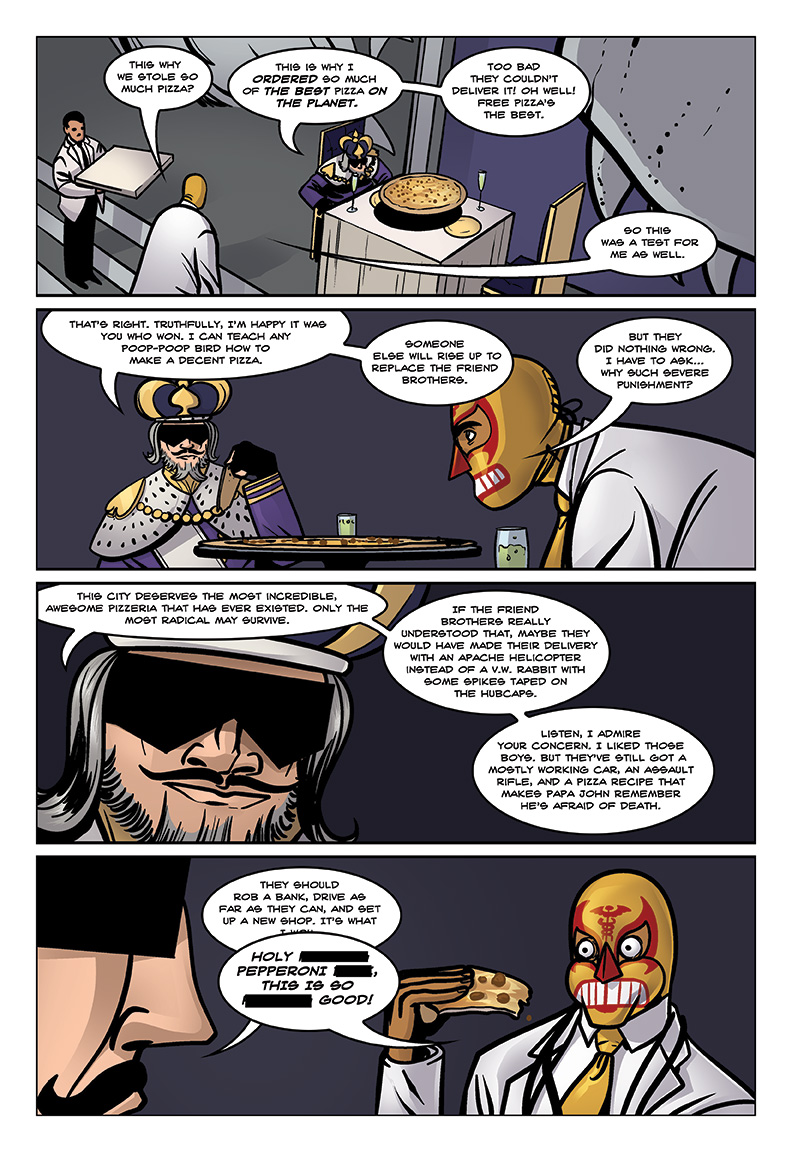 THIS WHY
WE STOLE SO
MUCH PIZZA?
THIS IS WHY I
ORDERED SO MUCH
OF THE BEST PIZZA ON
THE PLANET.
TOO BAD
THEY COULDN'T
DELIVER IT! OH WELL!
FREE PIZZA'S
THE BEST.
SO THIS
WAS A TEST FOR
ME AS WELL.
THAT'S RIGHT. TRUTHFULLY, I'M HAPPY IT WAS
YOU WHO WON. I CAN TEACH ANY
POOP-POOP BIRD HOW TO
MAKE A DECENT PIZZA.
SOMEONE
ELSE WILL RISE UP TO
REPLACE THE FRIEND
BROTHERS.
BUT THEY
DID NOTHING WRONG.
I HAVE TO ASK...
WHY SUCH SEVERE
PUNISHMENT?
THIS CITY DESERVES THE MOST INCREDIBLE,
AWESOME PIZZERIA THAT HAS EVER EXISTED. ONLY THE
MOST RADICAL MAY SURVIVE.
IF THE FRIEND
BROTHERS REALLY
UNDERSTOOD THAT, MAYBE THEY
WOULD HAVE MADE THEIR DELIVERY
WITH AN APACHE HELICOPTER
INSTEAD OF A V.W. RABBIT WITH
SOME SPIKES TAPED ON
THE HUBCAPS.
LISTEN, I ADMIRE
YOUR CONCERN. I LIKED THOSE
BOYS. BUT THEY'VE STILL GOT A
MOSTLY WORKING CAR, AN ASSAULT
RIFLE, AND A PIZZA RECIPE THAT
MAKES PAPA JOHN REMEMBER
HE'S AFRAID OF DEATH.
THEY SHOULD
ROB A BANK, DRIVE AS
FAR AS THEY CAN, AND SET
UP A NEW SHOP. IT'S WHAT
I
HOLY
PEPPERONI ,
THIS IS SO
GOOD!